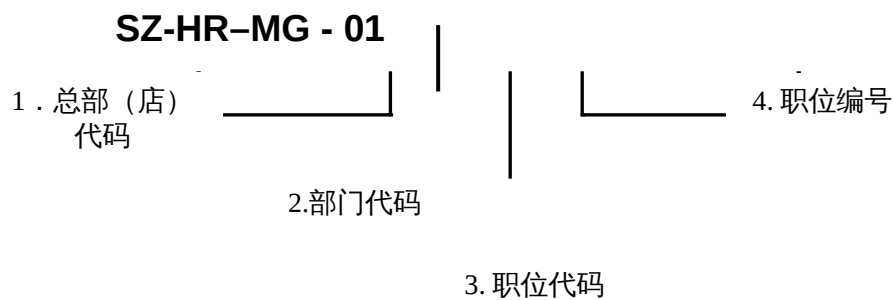 SZ-HR–MG - 01
1．总部（店）
代码
4. 职位编号
2.部门代码
3. 职位代码